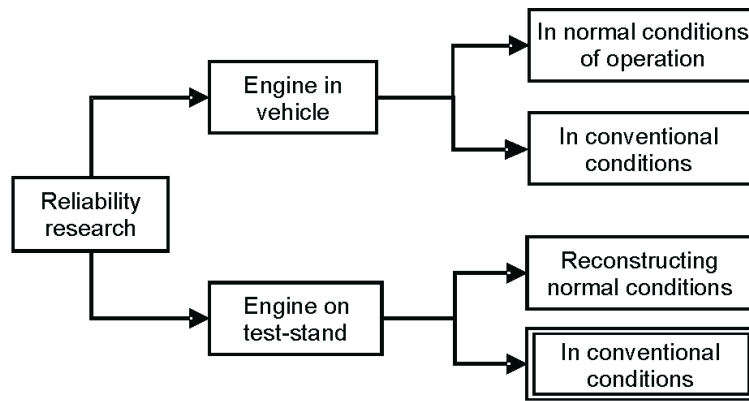 In normal conditions
of operation
Engine in
vehicle
In conventional
conditions
Reliability
research
Reconstructing
normal conditions
Engine on
test-stand
In conventional
conditions